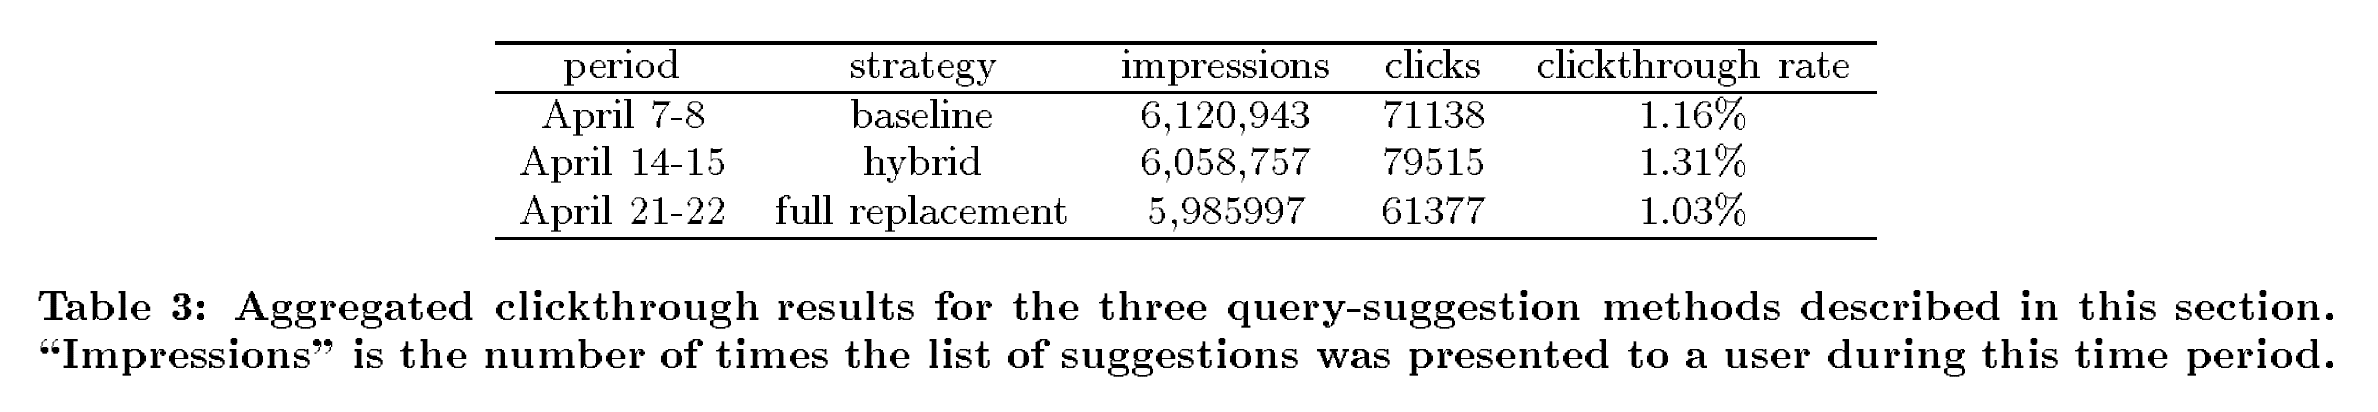 period strategy impressions clicks clickthrough rate
April 7-8 baseline 6,120,943 71138 1.16%
April 14-15 hybrid 6,058,757 79515 1.31%
April 21-22 full replacement 5,985997 61377 1.03%
Table 3: Aggregated clickthrough results for the three query-suggestion methods described in this section.
“Impressions” is the number of times the list of suggestions was presented to a user during this time period.